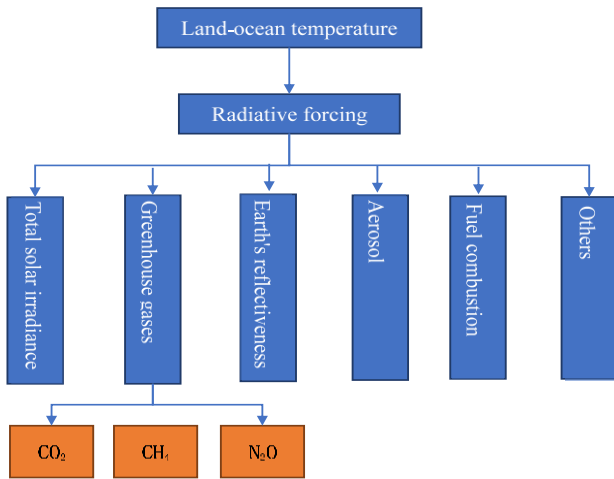 Land-ocean temperature
Radiative forcing
Total solar irradiance
Greenhouse gases
Earth's reflectiveness
Aerosol
Fuel combustion
Others
CO₂
CH₄
N₂O